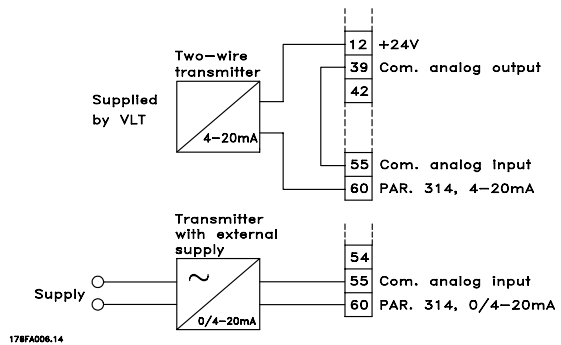 12 +24V
Two-wire
transmitter
39 Com. analog output
42
Supplied
by VLT
4-20mA
55 Com. analog input
60 PAR. 314, 4-20mA
Transmitter
with external
supply
54
~
55 Com. analog input
Supply
60 PAR. 314, 0/4-20mA
0/4-20mA
178FA006.14